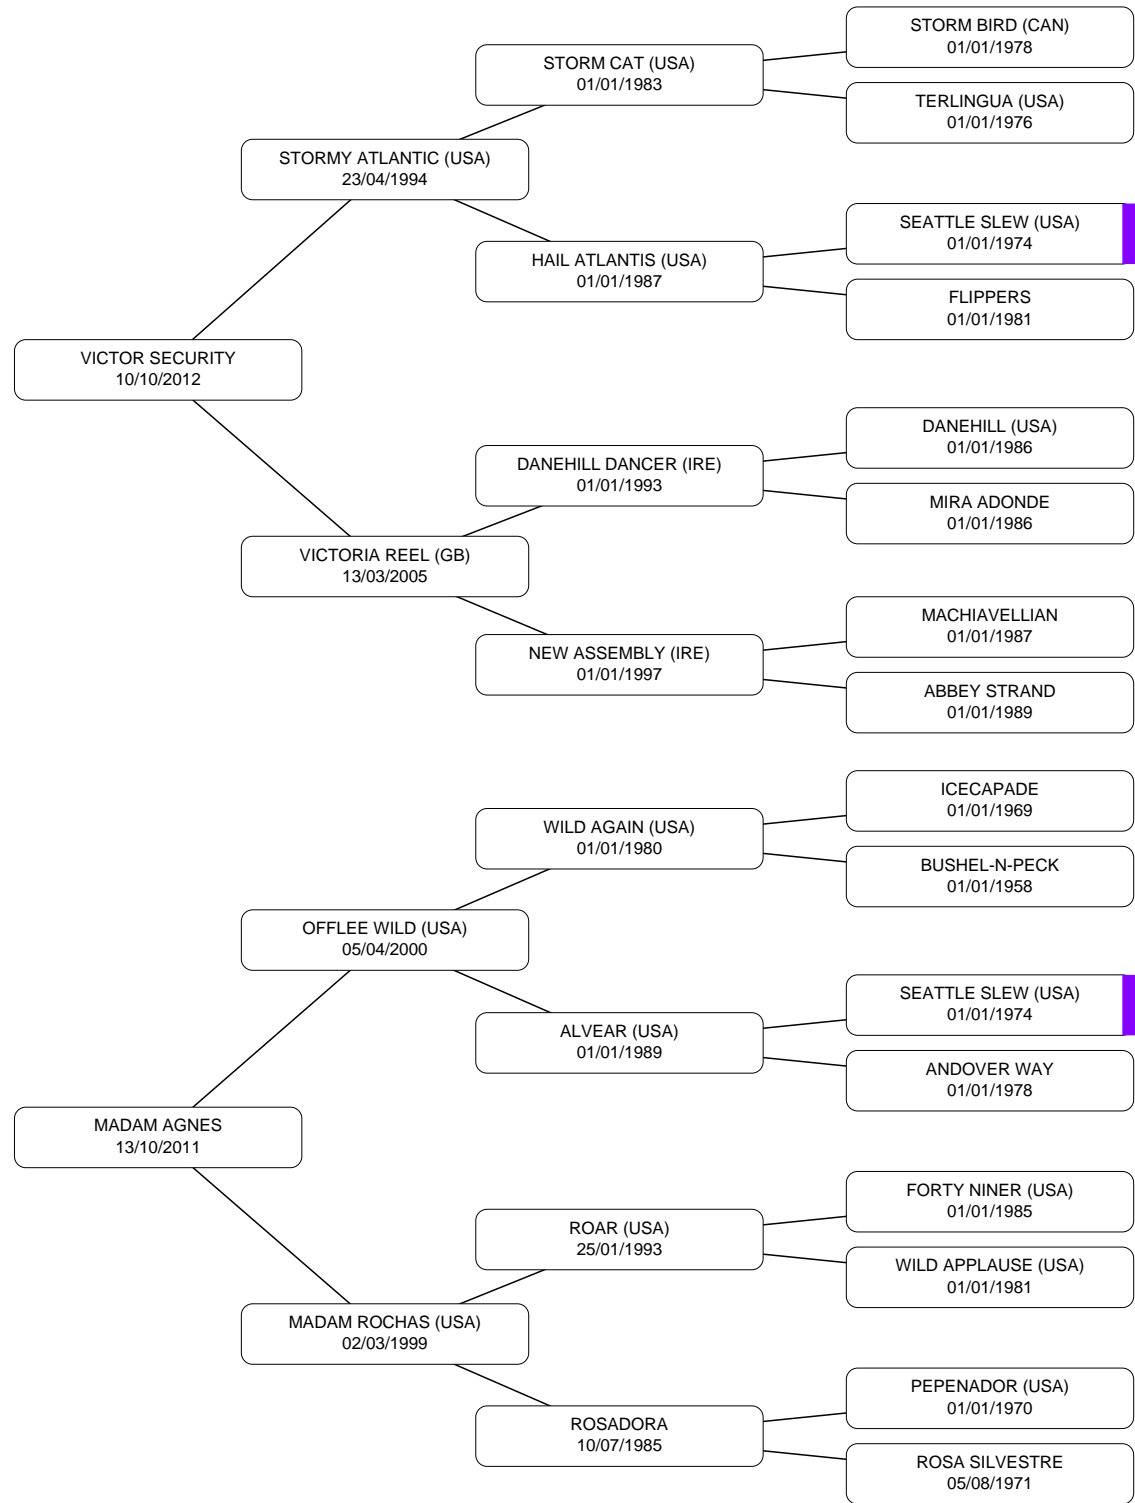 STORM BIRD (CAN)
01/01/1978
STORM CAT (USA)
01/01/1983
TERLINGUA (USA)
01/01/1976
STORMY ATLANTIC (USA)
23/04/1994
SEATTLE SLEW (USA)
01/01/1974
HAIL ATLANTIS (USA)
01/01/1987
FLIPPERS
01/01/1981
VICTOR SECURITY
10/10/2012
DANEHILL (USA)
01/01/1986
DANEHILL DANCER (IRE)
01/01/1993
MIRA ADONDE
01/01/1986
VICTORIA REEL (GB)
13/03/2005
MACHIAVELLIAN
01/01/1987
NEW ASSEMBLY (IRE)
01/01/1997
ABBEY STRAND
01/01/1989
ICECAPADE
01/01/1969
WILD AGAIN (USA)
01/01/1980
BUSHEL-N-PECK
01/01/1958
OFFLEE WILD (USA)
05/04/2000
SEATTLE SLEW (USA)
01/01/1974
ALVEAR (USA)
01/01/1989
ANDOVER WAY
01/01/1978
MADAM AGNES
13/10/2011
FORTY NINER (USA)
01/01/1985
ROAR (USA)
25/01/1993
WILD APPLAUSE (USA)
01/01/1981
MADAM ROCHAS (USA)
02/03/1999
PEPENADOR (USA)
01/01/1970
ROSADORA
10/07/1985
ROSA SILVESTRE
05/08/1971